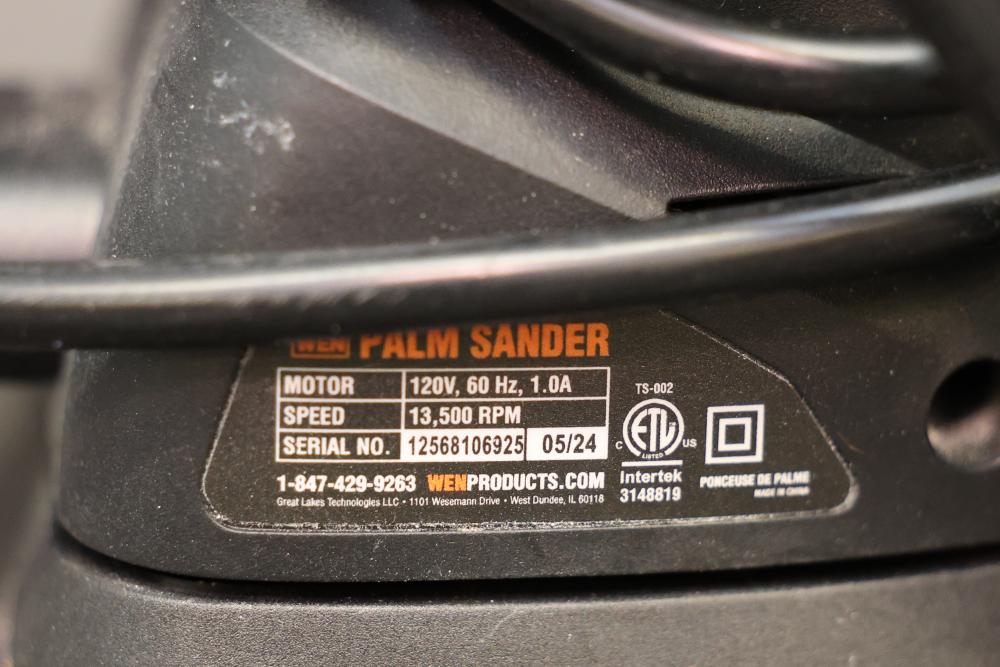 WEN PALM SANDER
MOTOR 120V, 60 Hz, 1.0A
SPEED 13,500 RPM
SERIAL NO. 12568106925 05/24
1-847-429-9263 WENPRODUCTS.COM
Great Lakes Technologies LLC • 1101 Wesemann Drive • West Dundee, IL 60118
TS-002
C ETL US
LISTED
Intertek
3148819
PONCEUSE DE PALME
MADE IN CHINA